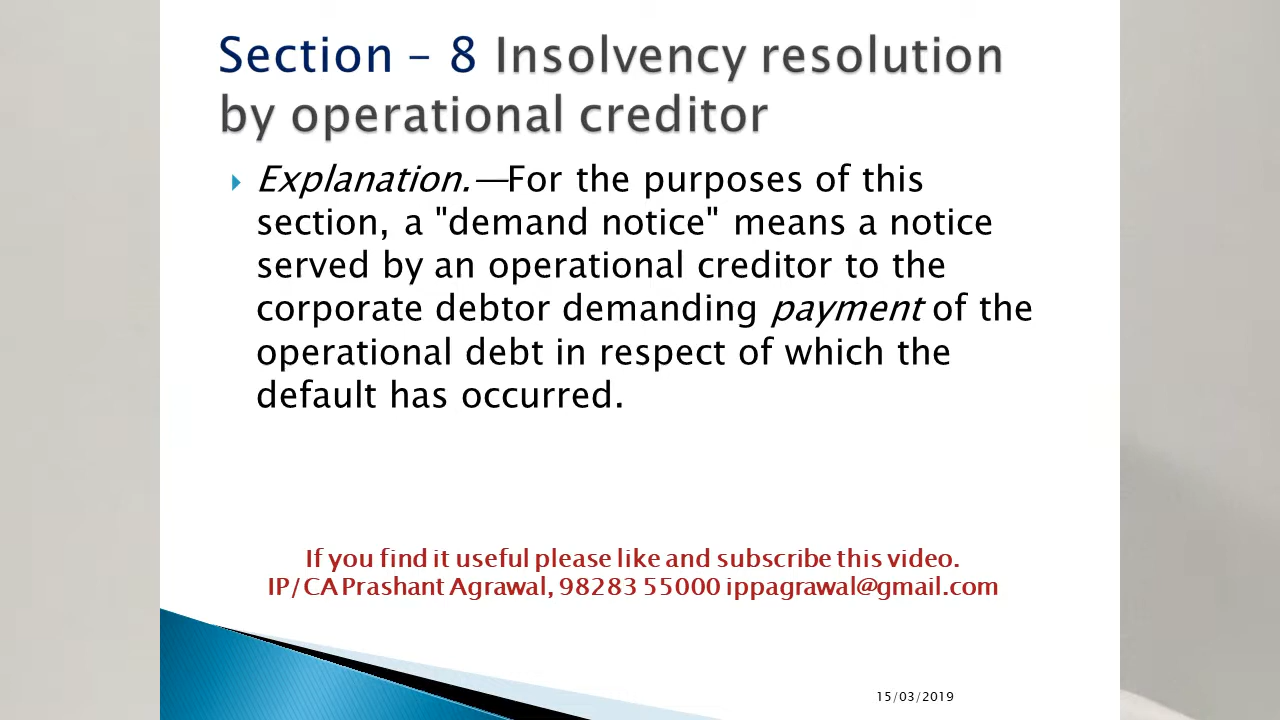 Section – 8 Insolvency resolution
by operational creditor
Explanation.—For the purposes of this
section, a "demand notice" means a notice
served by an operational creditor to the
corporate debtor demanding payment of the
operational debt in respect of which the
default has occurred.
If you find it useful please like and subscribe this video.
IP/CA Prashant Agrawal, 98283 55000 ippagrawal@gmail.com
15/03/2019